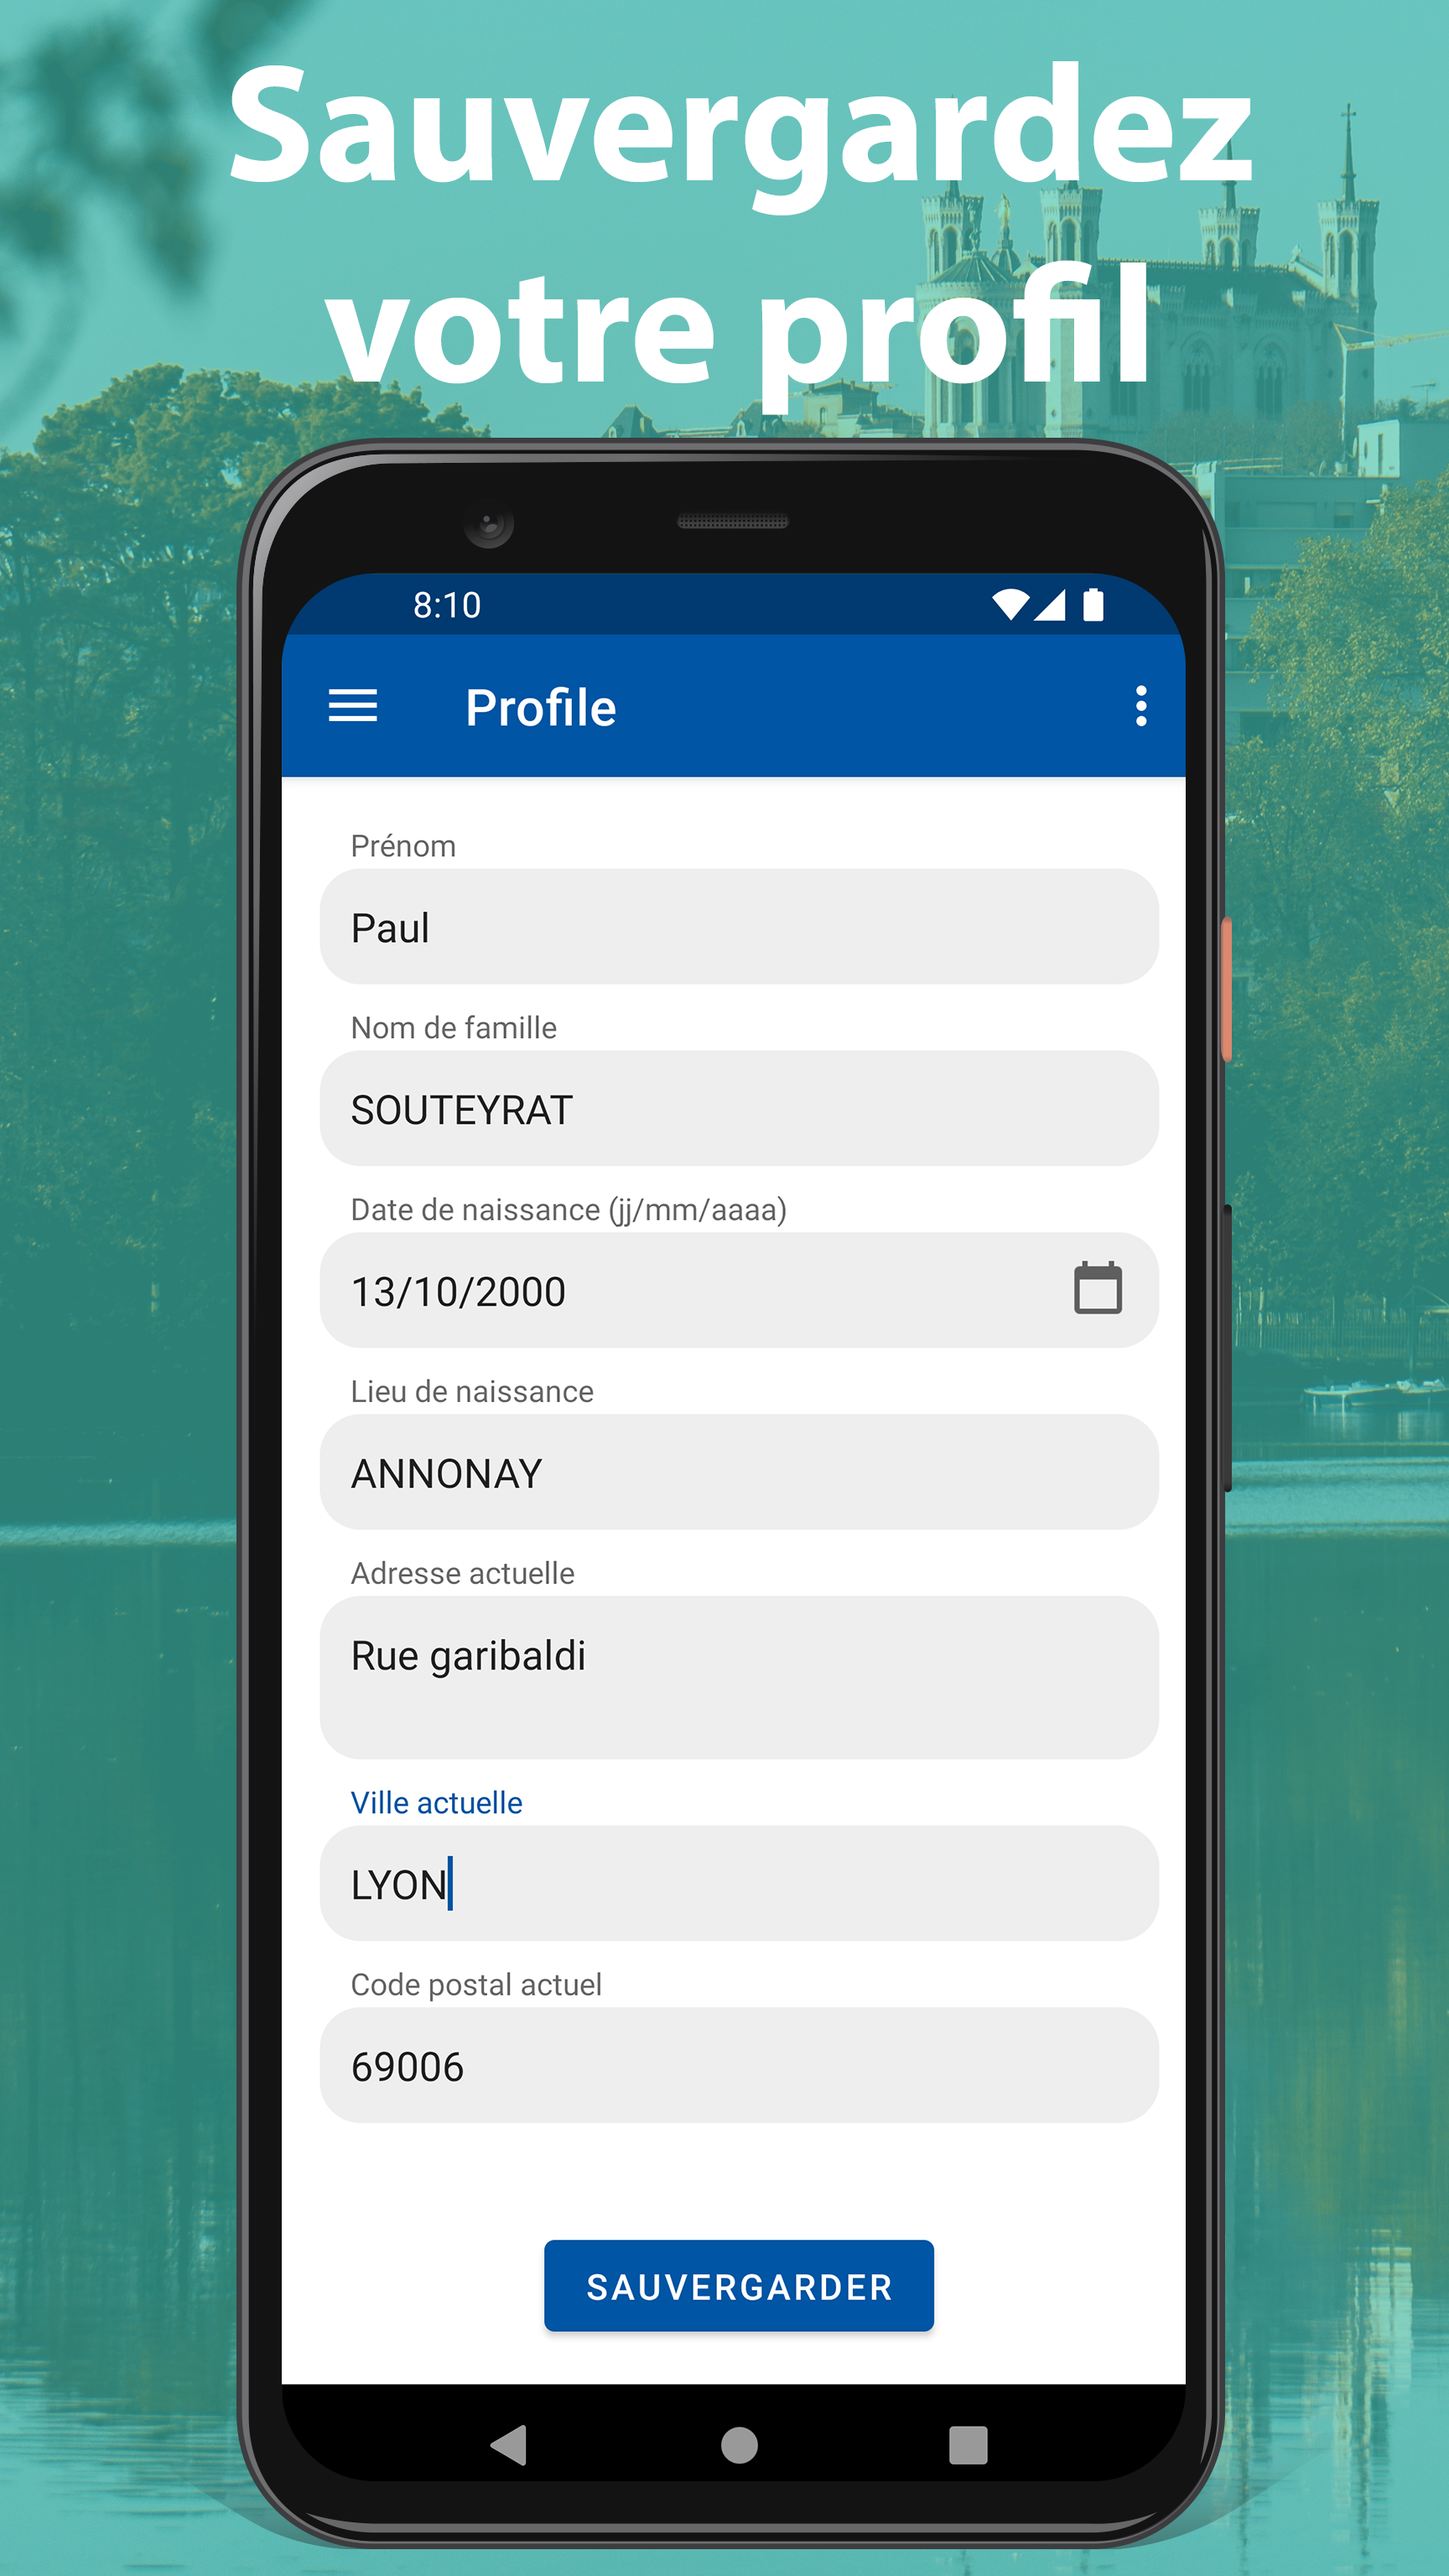 Sauvergardez
votre profil
8:10
Profile
Prénom
Paul
Nom de famille
SOUTEYRAT
Date de naissance (jj/mm/aaaa)
13/10/2000
Lieu de naissance
ANNONAY
Adresse actuelle
Rue garibaldi
Ville actuelle
LYON
Code postal actuel
69006
SAUVERGARDER